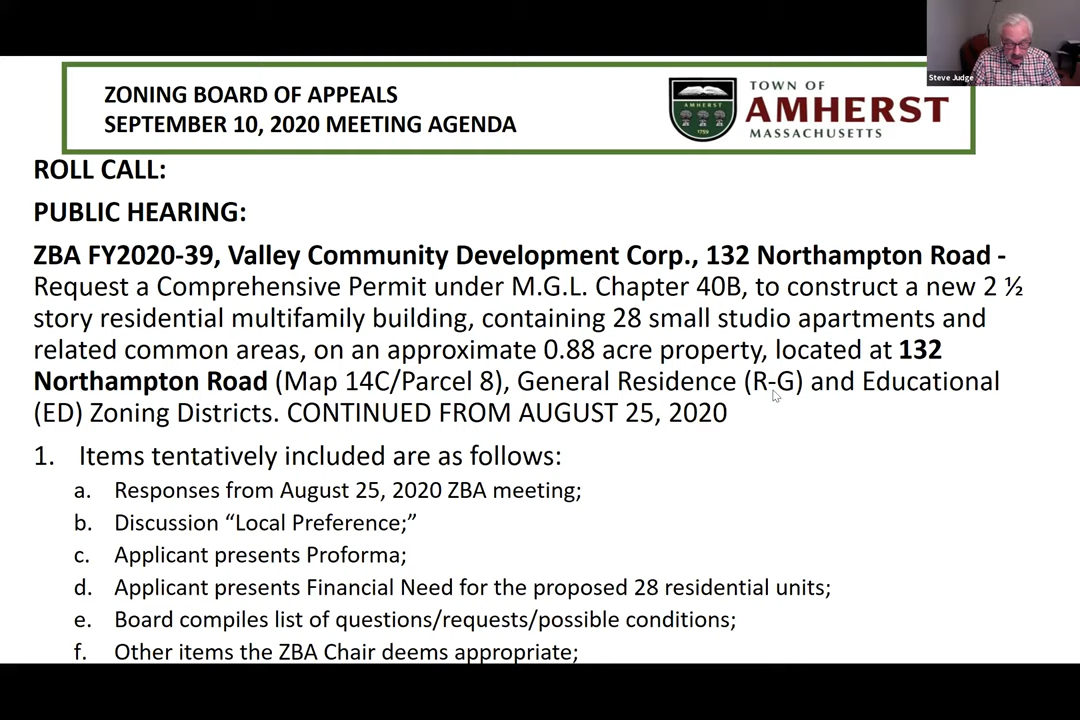 Steve Judge
ZONING BOARD OF APPEALS
SEPTEMBER 10, 2020 MEETING AGENDA
AMHERST
1759
TOWN OF
AMHERST
MASSACHUSETTS
ROLL CALL:
PUBLIC HEARING:
ZBA FY2020-39, Valley Community Development Corp., 132 Northampton Road -
Request a Comprehensive Permit under M.G.L. Chapter 40B, to construct a new 2 ½
story residential multifamily building, containing 28 small studio apartments and
related common areas, on an approximate 0.88 acre property, located at 132
Northampton Road (Map 14C/Parcel 8), General Residence (R-G) and Educational
(ED) Zoning Districts. CONTINUED FROM AUGUST 25, 2020
1. Items tentatively included are as follows:
a. Responses from August 25, 2020 ZBA meeting;
b. Discussion “Local Preference;”
c. Applicant presents Proforma;
d. Applicant presents Financial Need for the proposed 28 residential units;
e. Board compiles list of questions/requests/possible conditions;
f. Other items the ZBA Chair deems appropriate;